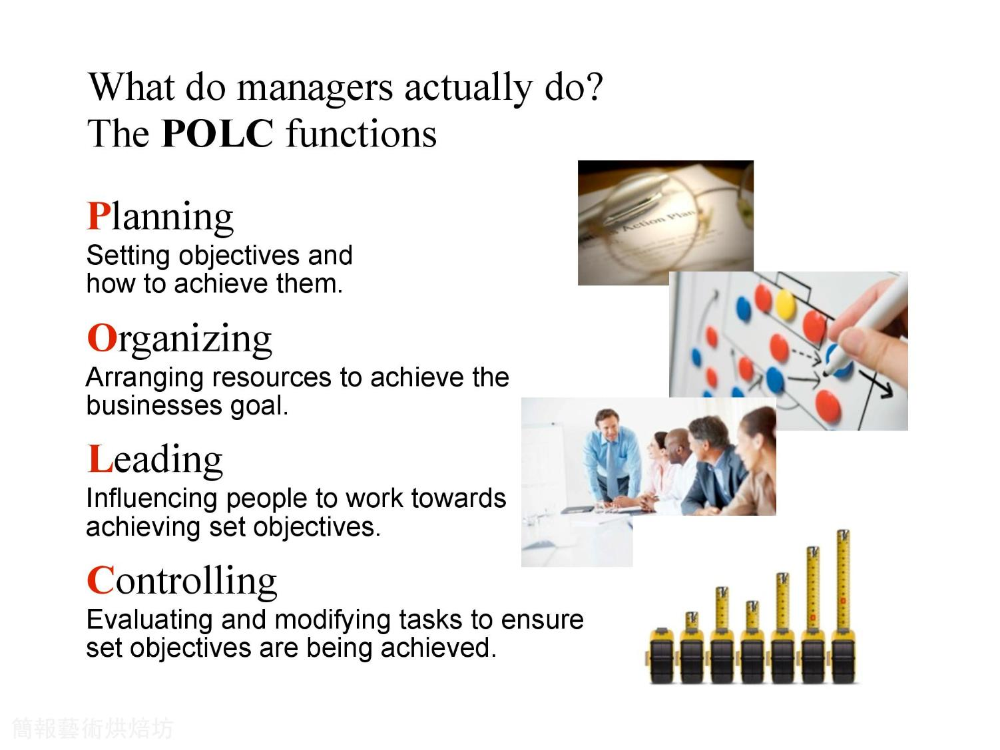 What do managers actually do?
The POLC functions
Planning
Setting objectives and
how to achieve them.
Organizing
Arranging resources to achieve the
businesses goal.
Leading
Influencing people to work towards
achieving set objectives.
Controlling
Evaluating and modifying tasks to ensure
set objectives are being achieved.
Action Plan
簡報藝術烘焙坊